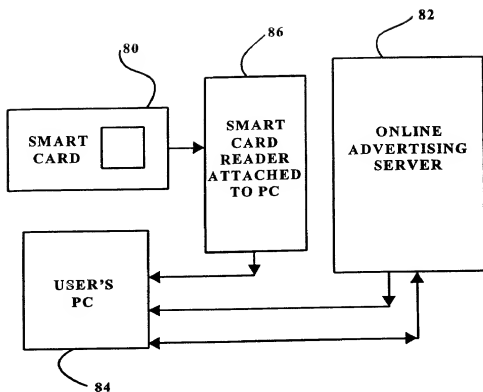 80
86
82
SMART
CARD
SMART
CARD
READER
ATTACHED
TO PC
ONLINE
ADVERTISING
SERVER
USER'S
PC
84